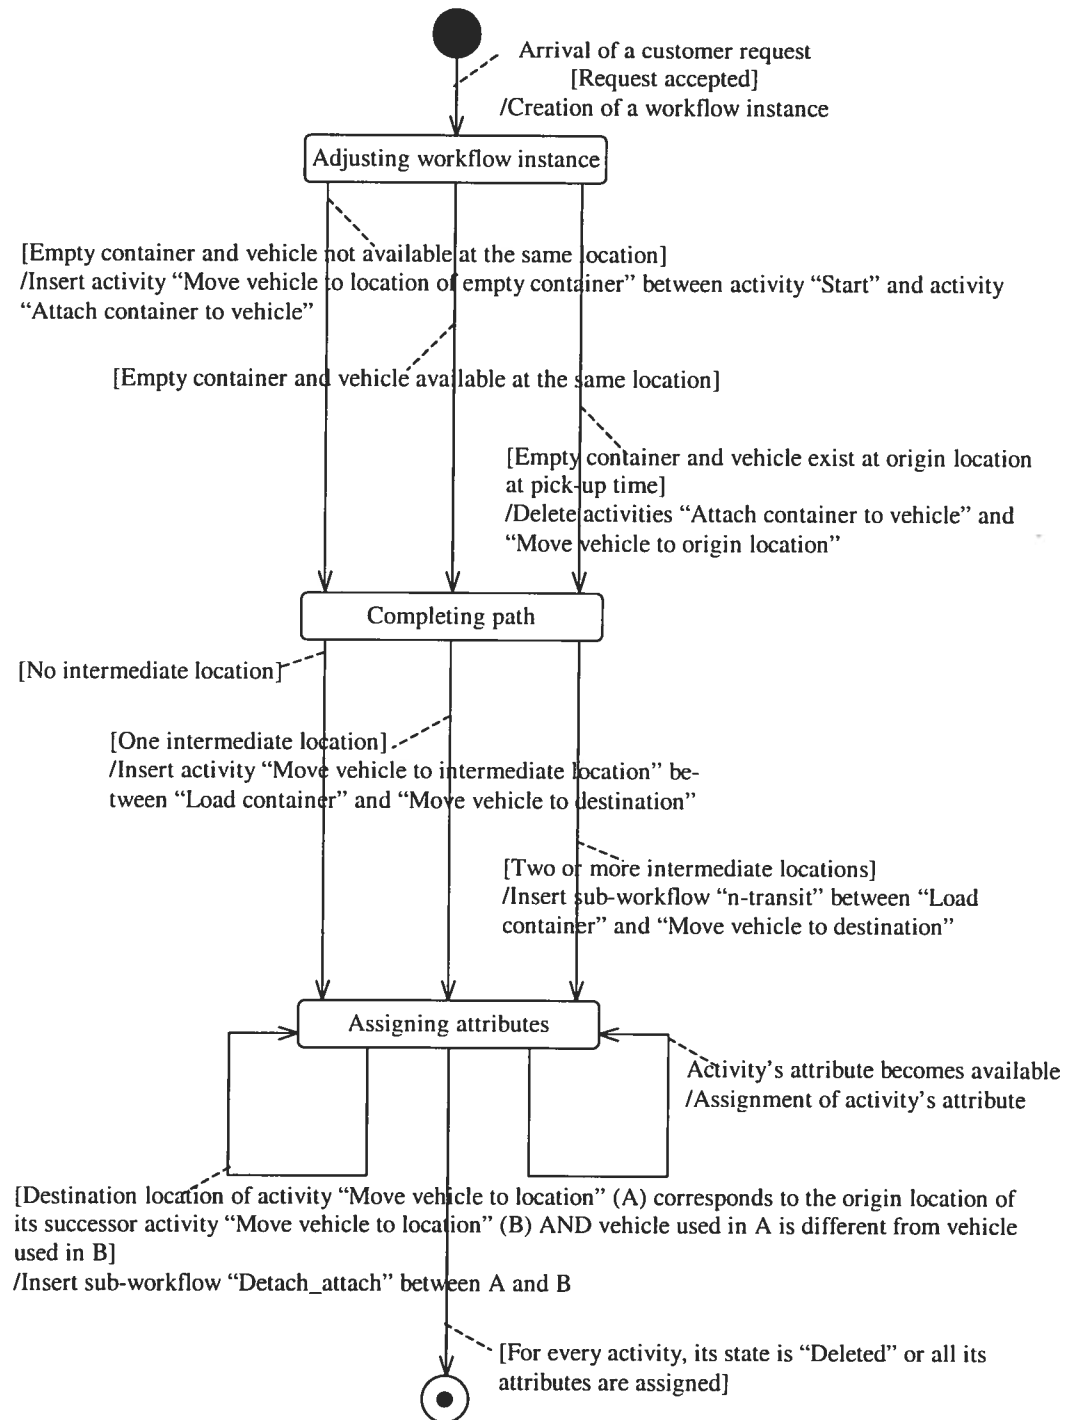 Arrival of a customer request
[Request accepted]
/Creation of a workflow instance
Adjusting workflow instance
[Empty container and vehicle not available at the same location]
/Insert activity “Move vehicle to location of empty container” between activity “Start” and activity
“Attach container to vehicle”
[Empty container and vehicle available at the same location]
[Empty container and vehicle exist at origin location
at pick-up time]
/Delete activities “Attach container to vehicle” and
“Move vehicle to origin location”
Completing path
[No intermediate location]
[One intermediate location]
/Insert activity “Move vehicle to intermediate location” be-
tween “Load container” and “Move vehicle to destination”
[Two or more intermediate locations]
/Insert sub-workflow “n-transit” between “Load
container” and “Move vehicle to destination”
Assigning attributes
Activity’s attribute becomes available
/Assignment of activity’s attribute
[Destination location of activity “Move vehicle to location” (A) corresponds to the origin location of
its successor activity “Move vehicle to location” (B) AND vehicle used in A is different from vehicle
used in B]
/Insert sub-workflow “Detach_attach” between A and B
[For every activity, its state is “Deleted” or all its
attributes are assigned]